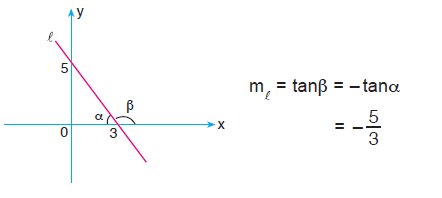 y
ℓ
5
α
β
0
3
x
mℓ = tanβ = −tanα
= −5/3